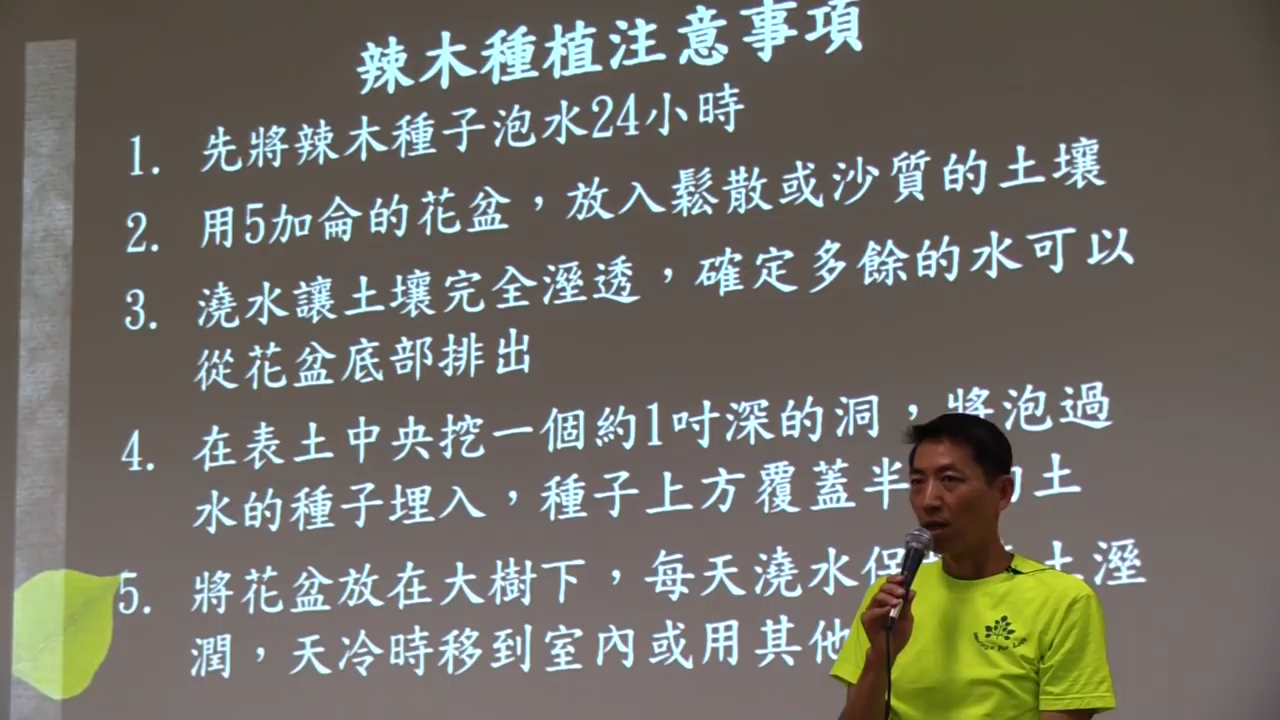 辣木種植注意事項
1. 先將辣木種子泡水24小時
2. 用5加侖的花盆，放入鬆散或沙質的土壤
3. 澆水讓土壤完全溼透，確定多餘的水可以
從花盆底部排出
4. 在表土中央挖一個約1吋深的洞，將泡過
水的種子埋入，種子上方覆蓋半 土
5. 將花盆放在大樹下，每天澆水保 土溼
潤，天冷時移到室內或用其他